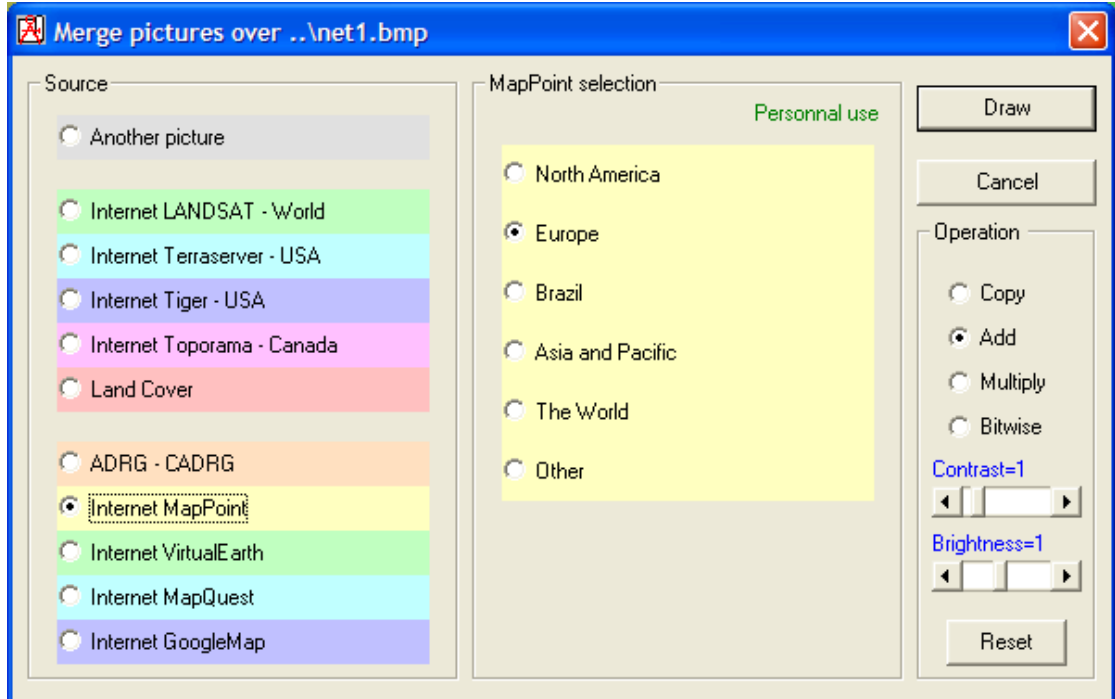 Merge pictures over ..\net1.bmp
Source
Another picture
Internet LANDSAT - World
Internet Terraserver - USA
Internet Tiger - USA
Internet Toporama - Canada
Land Cover
ADRG - CADRG
Internet MapPoint
Internet VirtualEarth
Internet MapQuest
Internet GoogleMap
MapPoint selection
Personnal use
North America
Europe
Brazil
Asia and Pacific
The World
Other
Draw
Cancel
Operation
Copy
Add
Multiply
Bitwise
Contrast=1
Brightness=1
Reset